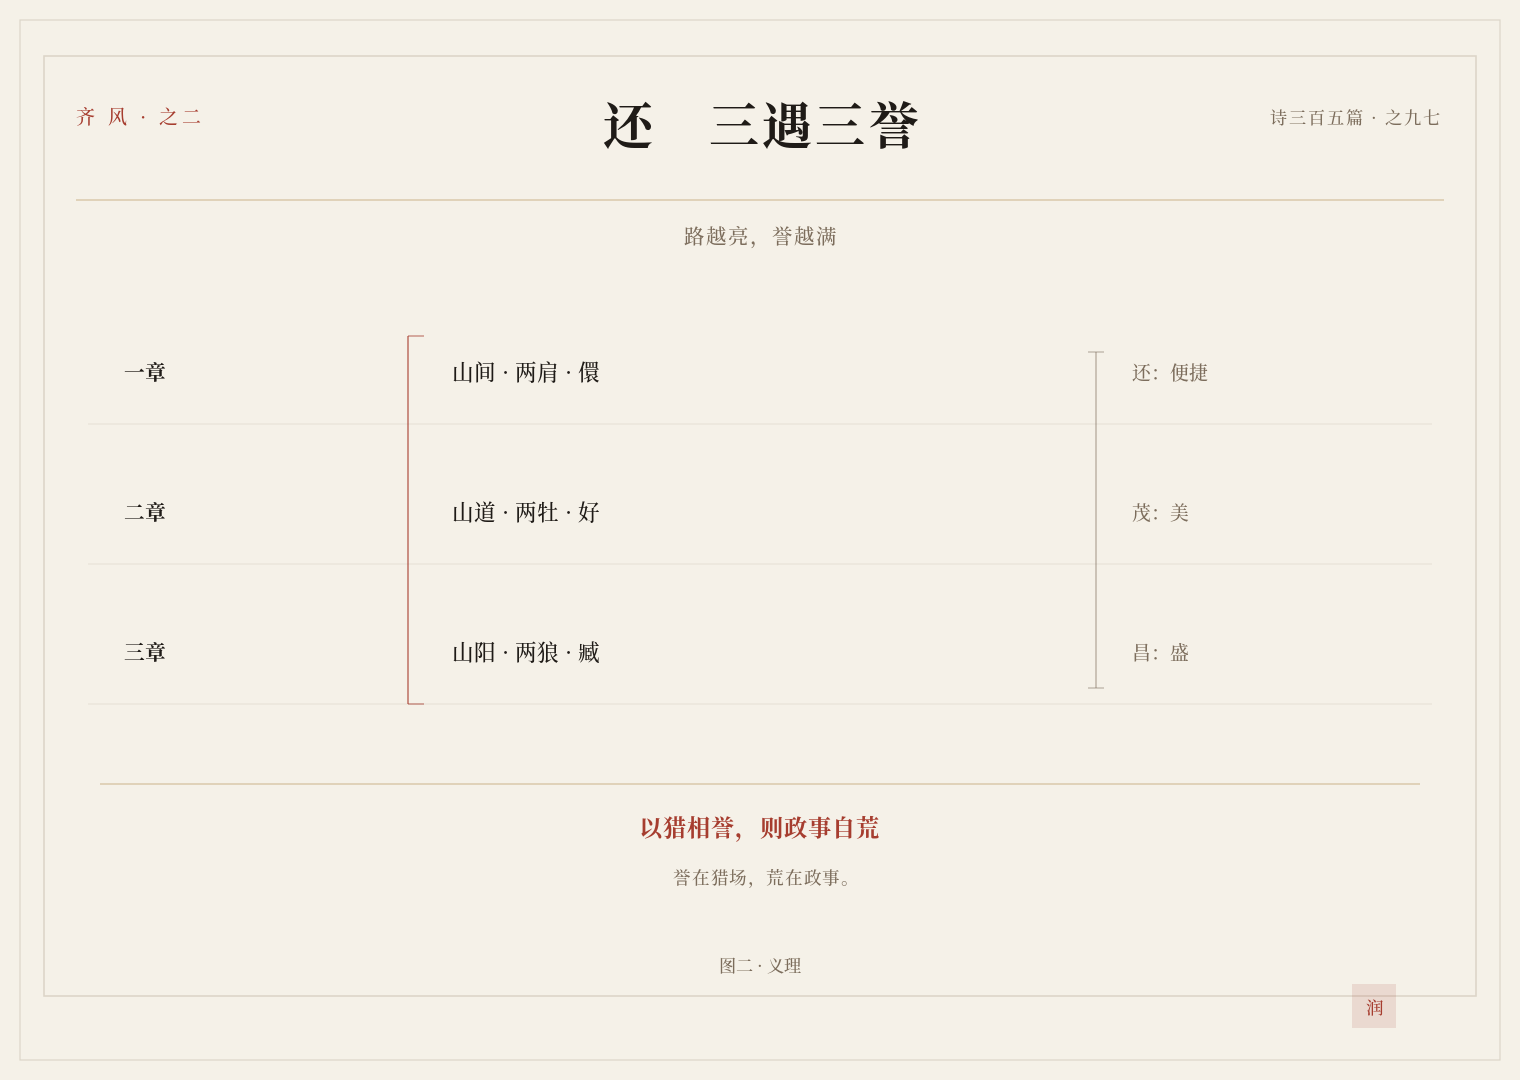 齐 风 · 之二
还　三遇三誉
诗三百五篇 · 之九七
路越亮，誉越满
一章
山间 · 两肩 · 儇
还：便捷
二章
山道 · 两牡 · 好
茂：美
三章
山阳 · 两狼 · 臧
昌：盛
以猎相誉，则政事自荒
誉在猎场，荒在政事。
图二 · 义理
润